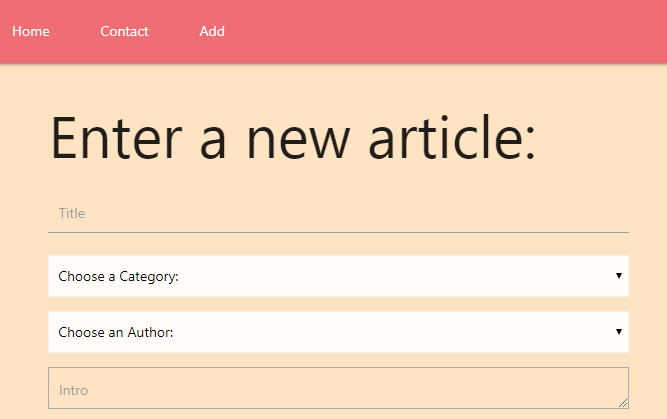 Home Contact Add
Enter a new article:
Title
Choose a Category:
Choose an Author:
Intro